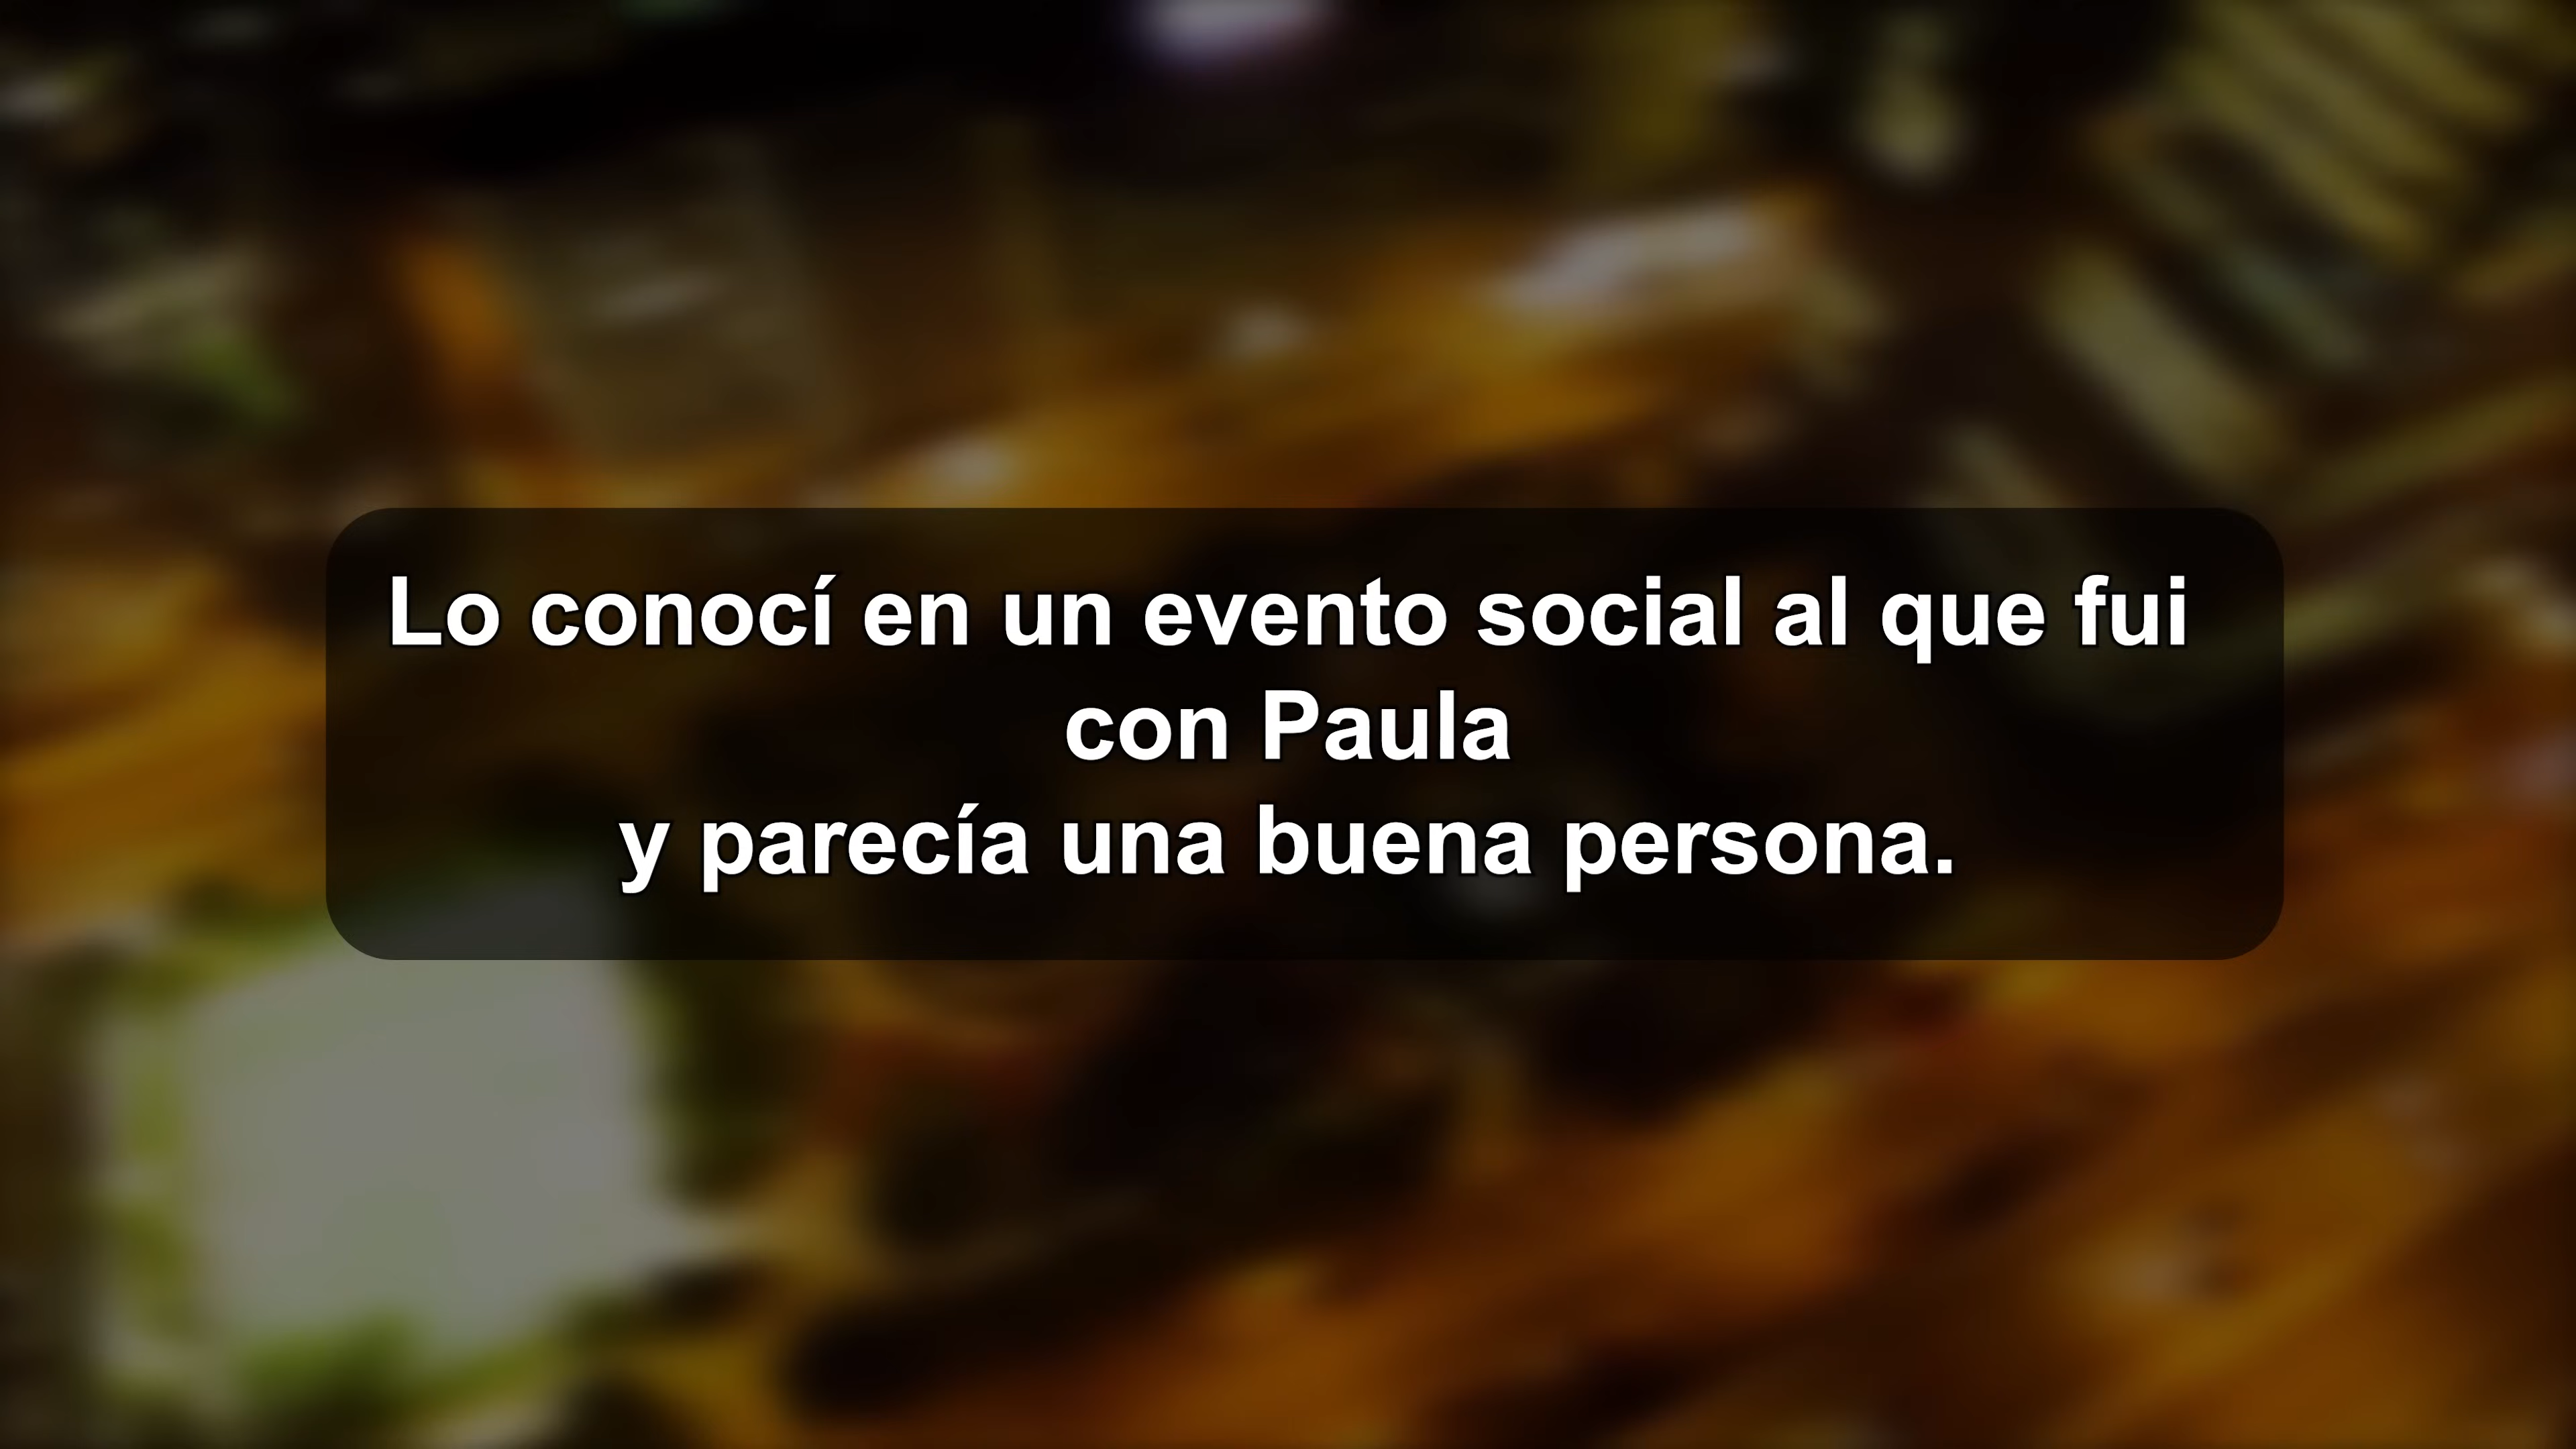 Lo conocí en un evento social al que fui
con Paula
y parecía una buena persona.